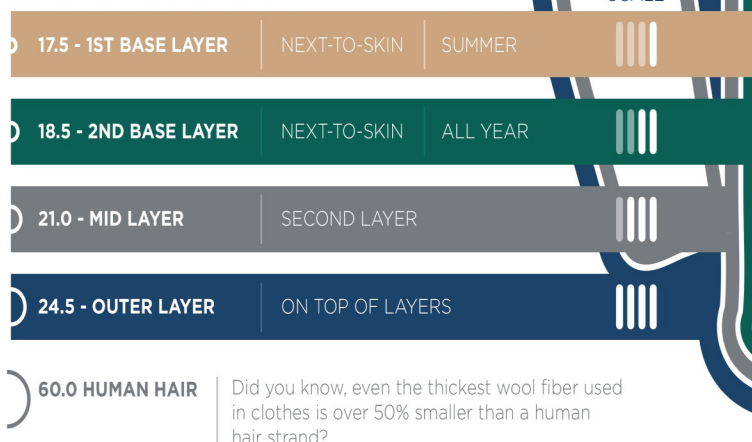 17.5 - 1ST BASE LAYER NEXT-TO-SKIN SUMMER
18.5 - 2ND BASE LAYER NEXT-TO-SKIN ALL YEAR
21.0 - MID LAYER SECOND LAYER
24.5 - OUTER LAYER ON TOP OF LAYERS
60.0 HUMAN HAIR Did you know, even the thickest wool fiber used
in clothes is over 50% smaller than a human
hair strand?